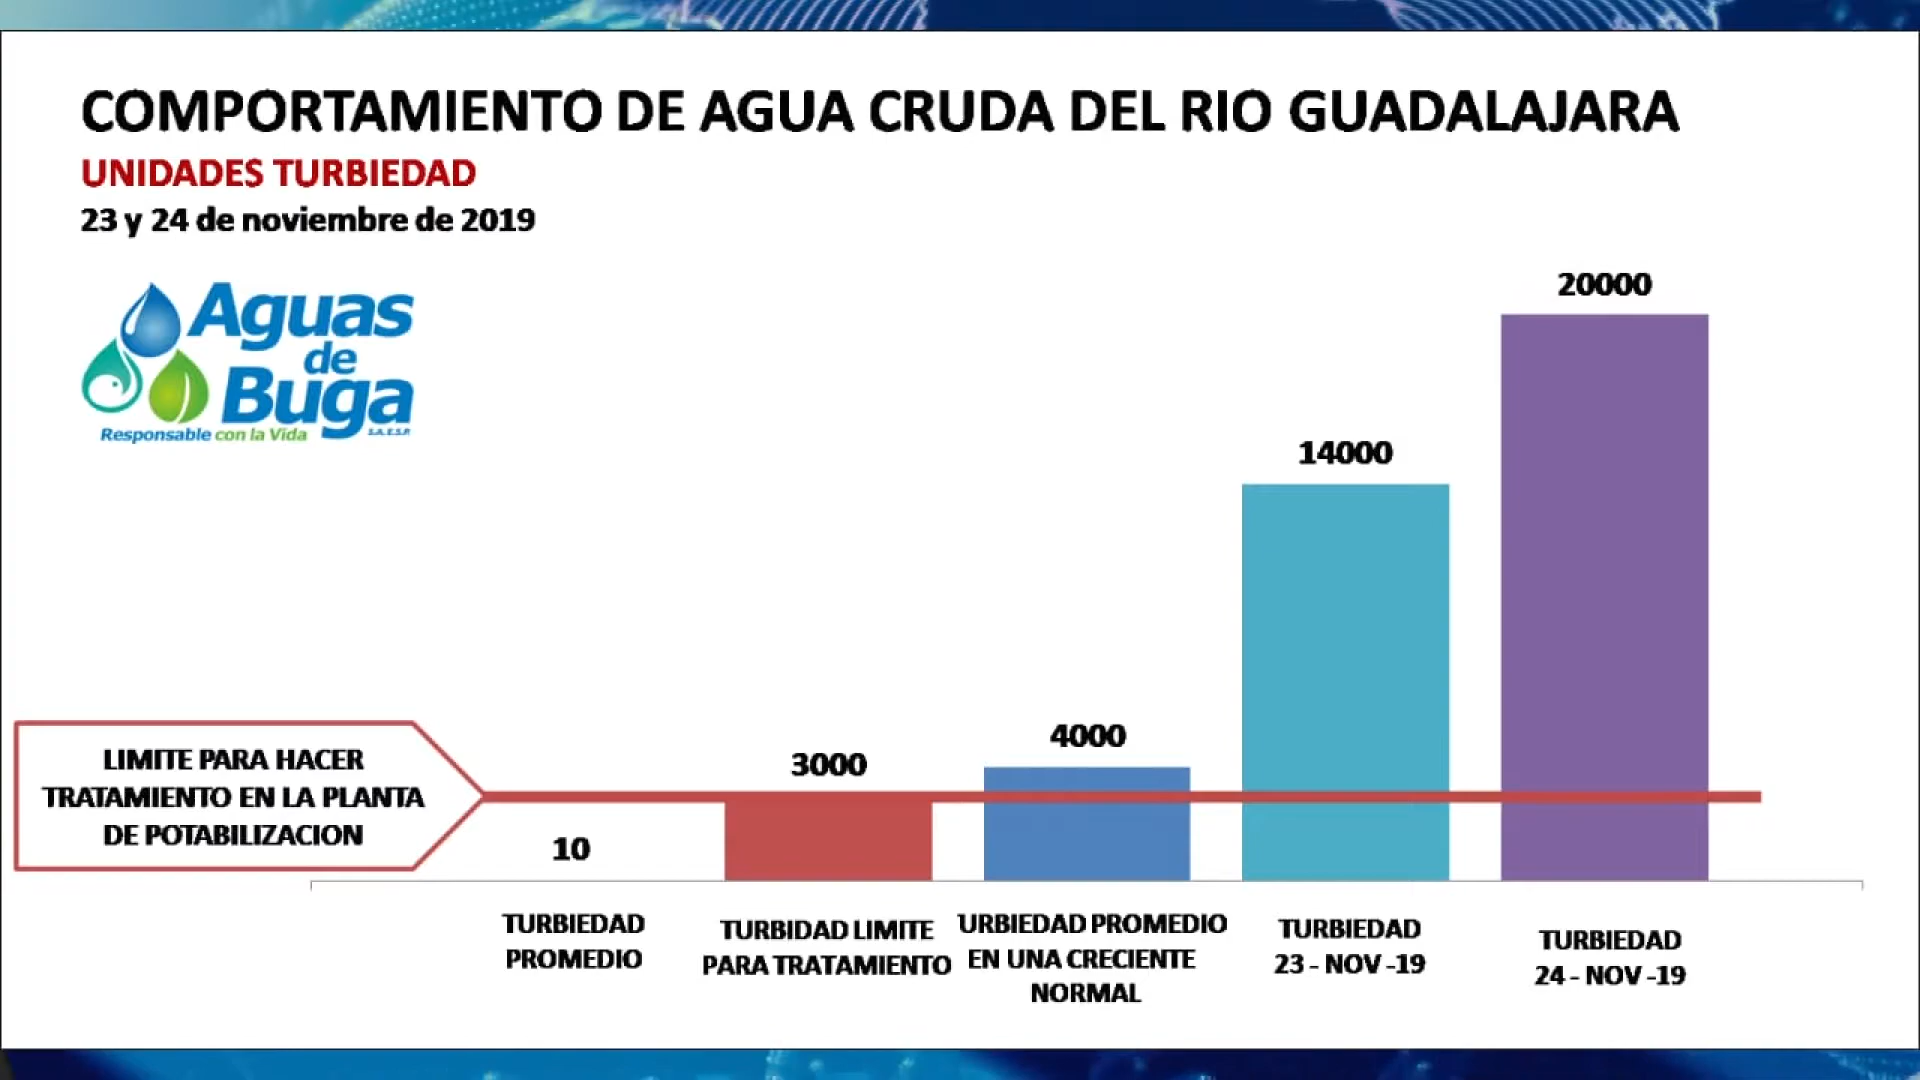 COMPORTAMIENTO DE AGUA CRUDA DEL RIO GUADALAJARA
UNIDADES TURBIEDAD
23 y 24 de noviembre de 2019
Aguas
de
Buga
S.A.E.S.P.
Responsable con la Vida
20000
14000
4000
3000
10
LIMITE PARA HACER
TRATAMIENTO EN LA PLANTA
DE POTABILIZACION
TURBIEDAD
PROMEDIO
TURBIDAD LIMITE
PARA TRATAMIENTO
URBIEDAD PROMEDIO
EN UNA CRECIENTE
NORMAL
TURBIEDAD
23 - NOV -19
TURBIEDAD
24 - NOV -19